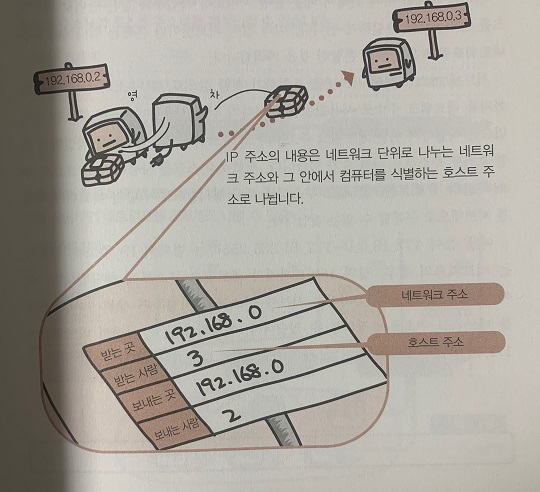 192.168.0.3
192.168.0.2
영
차
IP 주소의 내용은 네트워크 단위로 나누는 네트워
크 주소와 그 안에서 컴퓨터를 식별하는 호스트 주
소로 나뉩니다.
네트워크 주소
호스트 주소
받는 곳 192.168.0
받는 사람 3
보내는 곳 192.168.0
보내는 사람 2